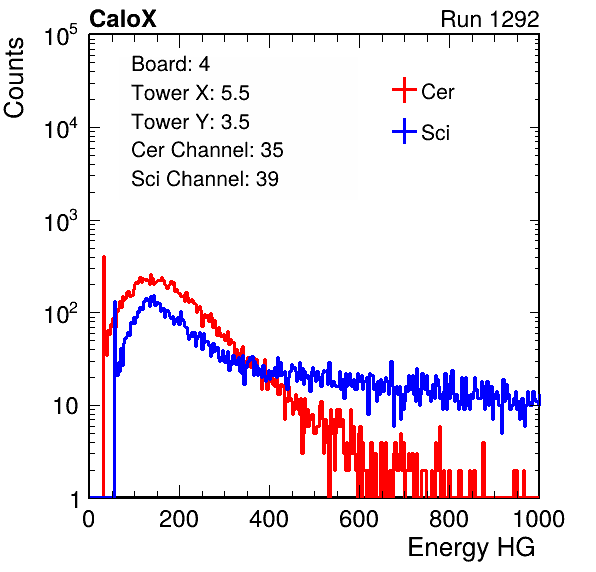 CaloX Run 1292
Counts
Board: 4
Tower X: 5.5
Tower Y: 3.5
Cer Channel: 35
Sci Channel: 39
Cer
Sci
10^5
10^4
10^3
10^2
10
1
0 200 400 600 800 1000
Energy HG